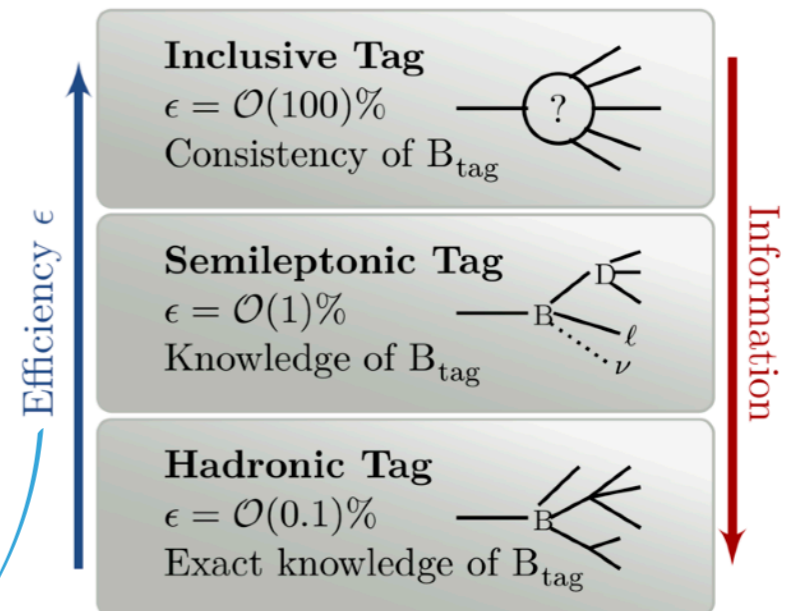 Inclusive Tag
ϵ = 𝒪(100)%
Consistency of B_tag
?
Semileptonic Tag
ϵ = 𝒪(1)%
Knowledge of B_tag
B
D
ℓ
ν
Hadronic Tag
ϵ = 𝒪(0.1)%
Exact knowledge of B_tag
B
Efficiency ϵ
Information